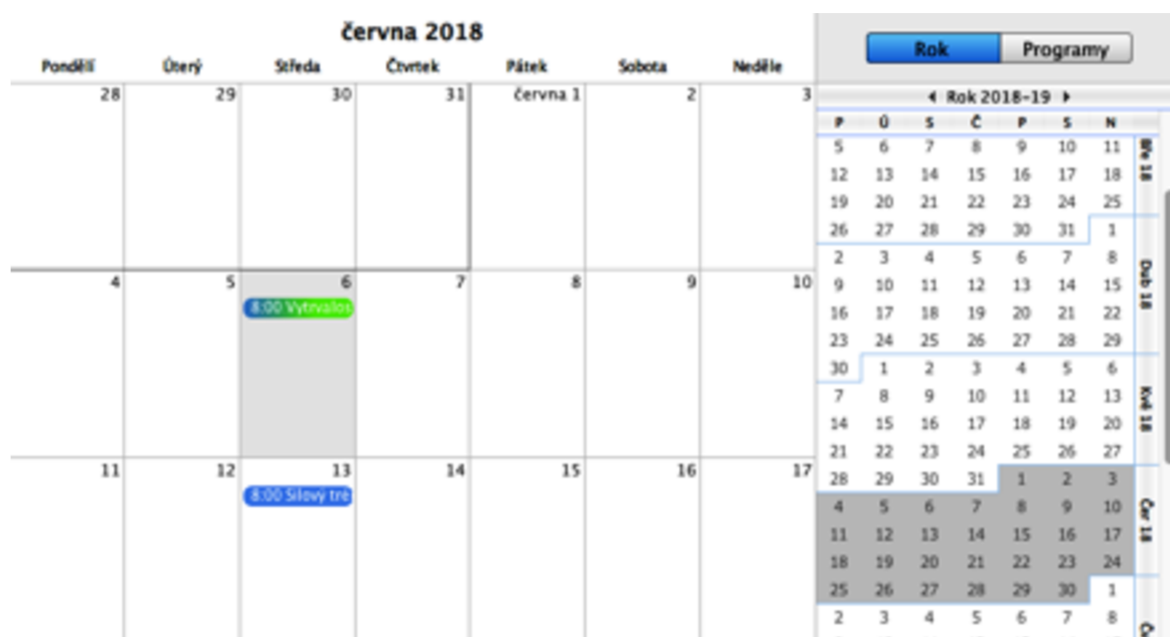 června 2018
Pondělí Úterý Středa Čtvrtek Pátek Sobota Neděle
28 29 30 31 června 1 2 3
4 5 6 7 8 9 10
8:00 Vytrvalos
11 12 13 14 15 16 17
8:00 Silový tré
Rok Programy
Rok 2018-19
P Ú S Č P S N
5 6 7 8 9 10 11
12 13 14 15 16 17 18
19 20 21 22 23 24 25
26 27 28 29 30 31 1
2 3 4 5 6 7 8
9 10 11 12 13 14 15
16 17 18 19 20 21 22
23 24 25 26 27 28 29
30 1 2 3 4 5 6
7 8 9 10 11 12 13
14 15 16 17 18 19 20
21 22 23 24 25 26 27
28 29 30 31 1 2 3
4 5 6 7 8 9 10
11 12 13 14 15 16 17
18 19 20 21 22 23 24
25 26 27 28 29 30 1
2 3 4 5 6 7 8
Bře 18
Dub 18
Kvě 18
Čer 18